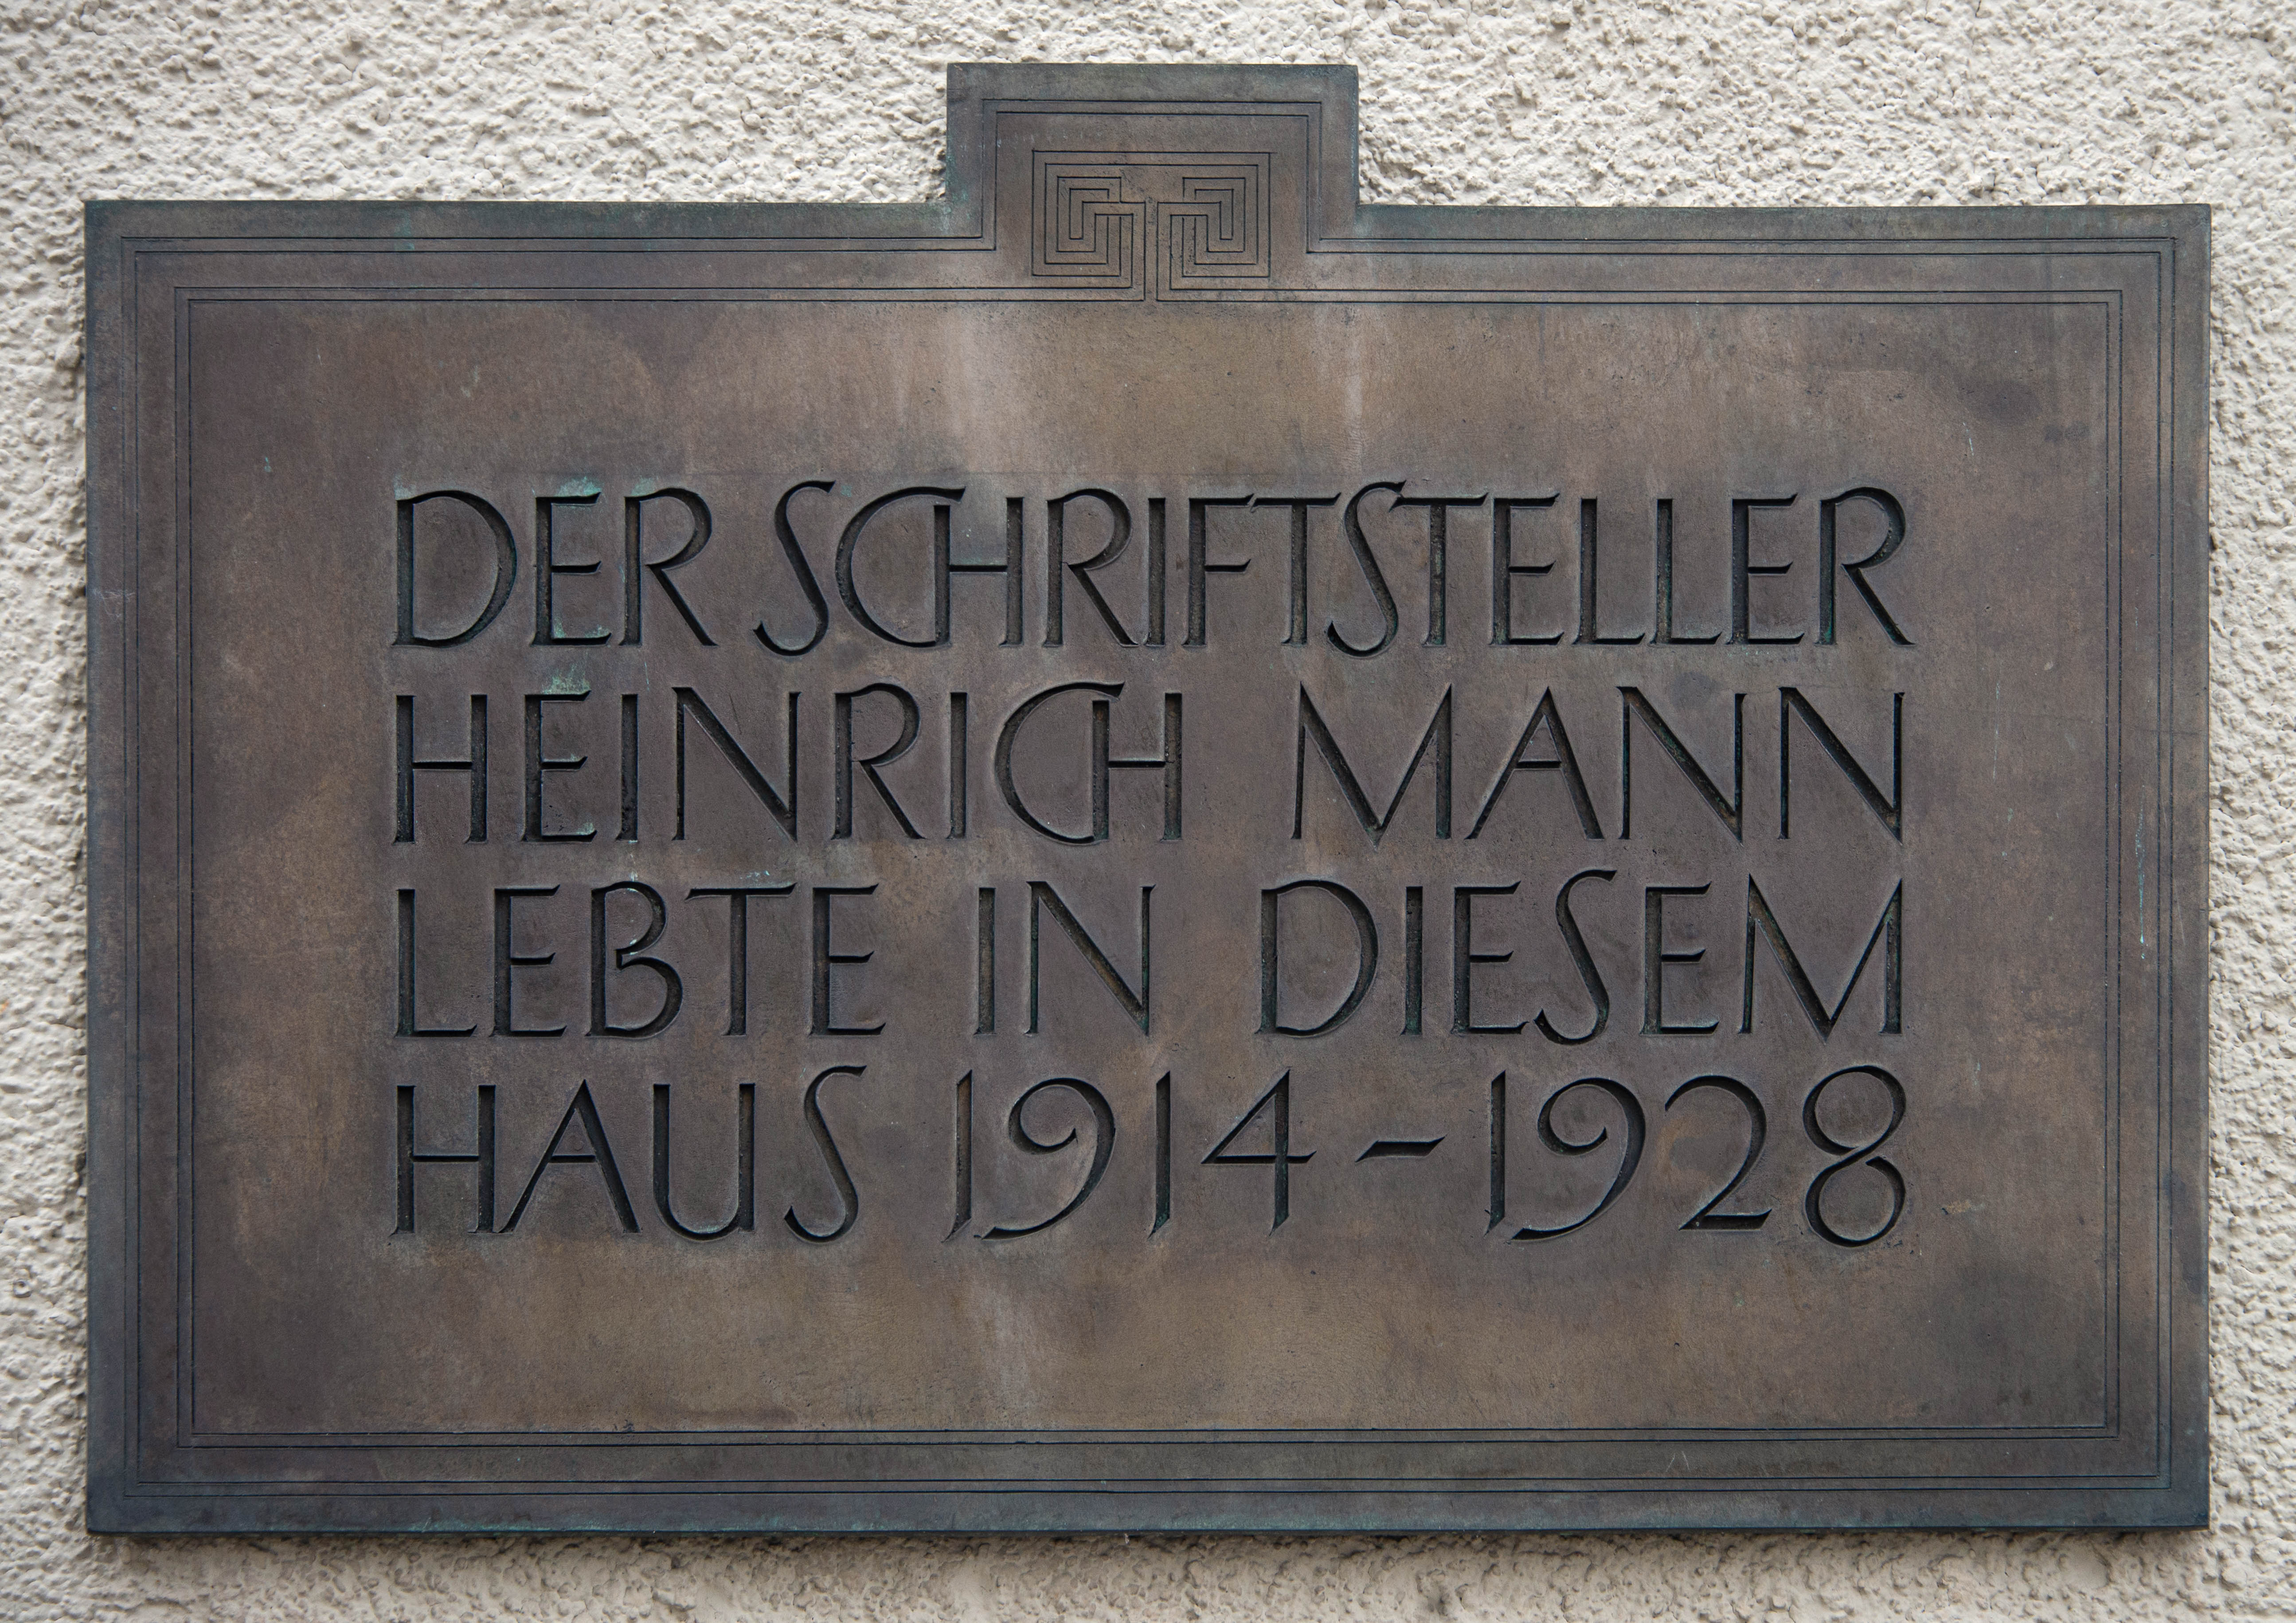 DER SCHRIFTSTELLER
HEINRICH MANN
LEBTE IN DIESEM
HAUS 1914-1928